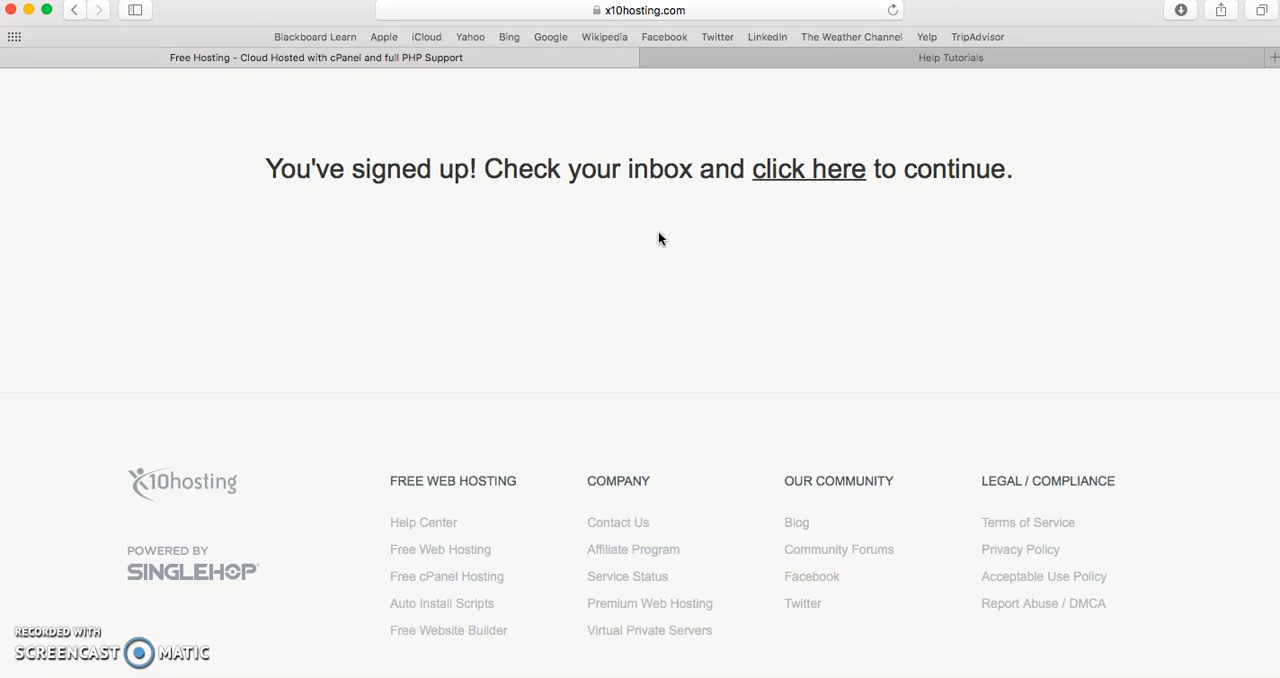 x10hosting.com
Blackboard Learn Apple iCloud Yahoo Bing Google Wikipedia Facebook Twitter LinkedIn The Weather Channel Yelp TripAdvisor
Free Hosting - Cloud Hosted with cPanel and full PHP Support Help Tutorials
You've signed up! Check your inbox and click here to continue.
x10hosting
POWERED BY
SINGLEHOP
FREE WEB HOSTING
Help Center
Free Web Hosting
Free cPanel Hosting
Auto Install Scripts
Free Website Builder
COMPANY
Contact Us
Affiliate Program
Service Status
Premium Web Hosting
Virtual Private Servers
OUR COMMUNITY
Blog
Community Forums
Facebook
Twitter
LEGAL / COMPLIANCE
Terms of Service
Privacy Policy
Acceptable Use Policy
Report Abuse / DMCA
RECORDED WITH
SCREENCAST MATIC